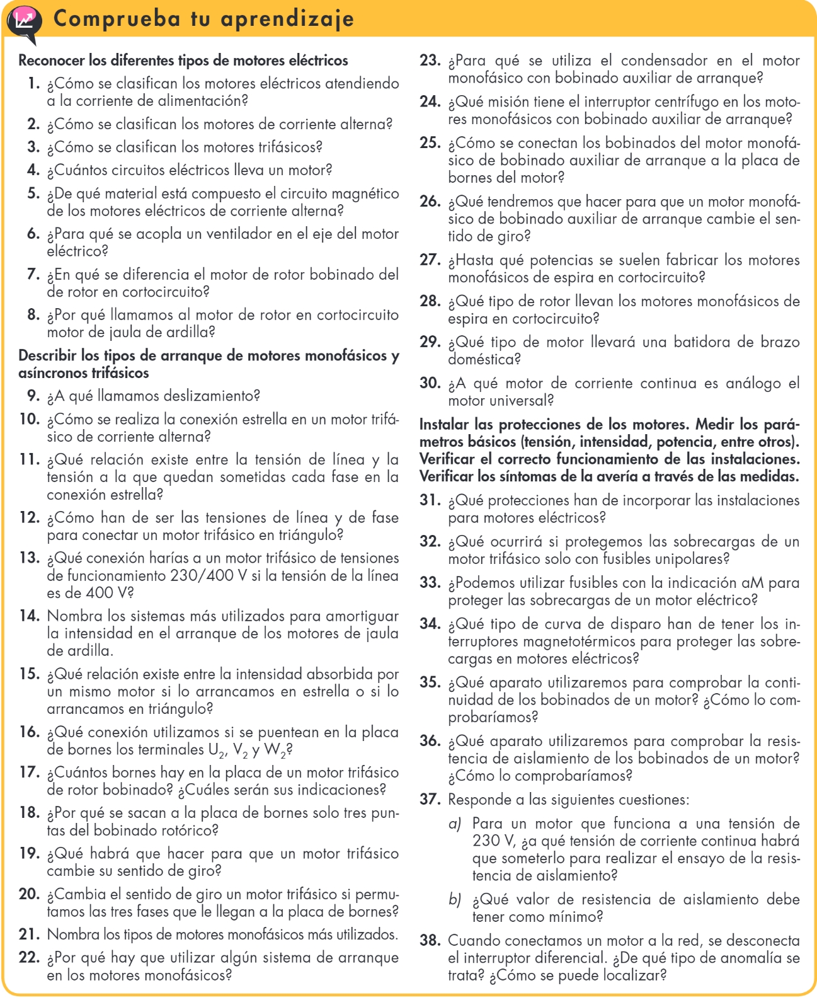 Comprueba tu aprendizaje
Reconocer los diferentes tipos de motores eléctricos
1. ¿Cómo se clasifican los motores eléctricos atendiendo
a la corriente de alimentación?
2. ¿Cómo se clasifican los motores de corriente alterna?
3. ¿Cómo se clasifican los motores trifásicos?
4. ¿Cuántos circuitos eléctricos lleva un motor?
5. ¿De qué material está compuesto el circuito magnético
de los motores eléctricos de corriente alterna?
6. ¿Para qué se acopla un ventilador en el eje del motor
eléctrico?
7. ¿En qué se diferencia el motor de rotor bobinado del
de rotor en cortocircuito?
8. ¿Por qué llamamos al motor de rotor en cortocircuito
motor de jaula de ardilla?
Describir los tipos de arranque de motores monofásicos y
asíncronos trifásicos
9. ¿A qué llamamos deslizamiento?
10. ¿Cómo se realiza la conexión estrella en un motor trifá-
sico de corriente alterna?
11. ¿Qué relación existe entre la tensión de línea y la
tensión a la que quedan sometidas cada fase en la
conexión estrella?
12. ¿Cómo han de ser las tensiones de línea y de fase
para conectar un motor trifásico en triángulo?
13. ¿Qué conexión harías a un motor trifásico de tensiones
de funcionamiento 230/400 V si la tensión de la línea
es de 400 V?
14. Nombra los sistemas más utilizados para amortiguar
la intensidad en el arranque de los motores de jaula
de ardilla.
15. ¿Qué relación existe entre la intensidad absorbida por
un mismo motor si lo arrancamos en estrella o si lo
arrancamos en triángulo?
16. ¿Qué conexión utilizamos si se puentean en la placa
de bornes los terminales U2, V2 y W2?
17. ¿Cuántos bornes hay en la placa de un motor trifásico
de rotor bobinado? ¿Cuáles serán sus indicaciones?
18. ¿Por qué se sacan a la placa de bornes solo tres pun-
tas del bobinado rotórico?
19. ¿Qué habrá que hacer para que un motor trifásico
cambie su sentido de giro?
20. ¿Cambia el sentido de giro un motor trifásico si permu-
tamos las tres fases que le llegan a la placa de bornes?
21. Nombra los tipos de motores monofásicos más utilizados.
22. ¿Por qué hay que utilizar algún sistema de arranque
en los motores monofásicos?
23. ¿Para qué se utiliza el condensador en el motor
monofásico con bobinado auxiliar de arranque?
24. ¿Qué misión tiene el interruptor centrífugo en los moto-
res monofásicos con bobinado auxiliar de arranque?
25. ¿Cómo se conectan los bobinados del motor monofá-
sico de bobinado auxiliar de arranque a la placa de
bornes del motor?
26. ¿Qué tendremos que hacer para que un motor monofá-
sico de bobinado auxiliar de arranque cambie el sen-
tido de giro?
27. ¿Hasta qué potencias se suelen fabricar los motores
monofásicos de espira en cortocircuito?
28. ¿Qué tipo de rotor llevan los motores monofásicos de
espira en cortocircuito?
29. ¿Qué tipo de motor llevará una batidora de brazo
doméstica?
30. ¿A qué motor de corriente continua es análogo el
motor universal?
Instalar las protecciones de los motores. Medir los pará-
metros básicos (tensión, intensidad, potencia, entre otros).
Verificar el correcto funcionamiento de las instalaciones.
Verificar los síntomas de la avería a través de las medidas.
31. ¿Qué protecciones han de incorporar las instalaciones
para motores eléctricos?
32. ¿Qué ocurrirá si protegemos las sobrecargas de un
motor trifásico solo con fusibles unipolares?
33. ¿Podemos utilizar fusibles con la indicación aM para
proteger las sobrecargas de un motor eléctrico?
34. ¿Qué tipo de curva de disparo han de tener los in-
terruptores magnetotérmicos para proteger las sobre-
cargas en motores eléctricos?
35. ¿Qué aparato utilizaremos para comprobar la conti-
nuidad de los bobinados de un motor? ¿Cómo lo com-
probaríamos?
36. ¿Qué aparato utilizaremos para comprobar la resis-
tencia de aislamiento de los bobinados de un motor?
¿Cómo lo comprobaríamos?
37. Responde a las siguientes cuestiones:
a) Para un motor que funciona a una tensión de
230 V, ¿a qué tensión de corriente continua habrá
que someterlo para realizar el ensayo de la resis-
tencia de aislamiento?
b) ¿Qué valor de resistencia de aislamiento debe
tener como mínimo?
38. Cuando conectamos un motor a la red, se desconecta
el interruptor diferencial. ¿De qué tipo de anomalía se
trata? ¿Cómo se puede localizar?